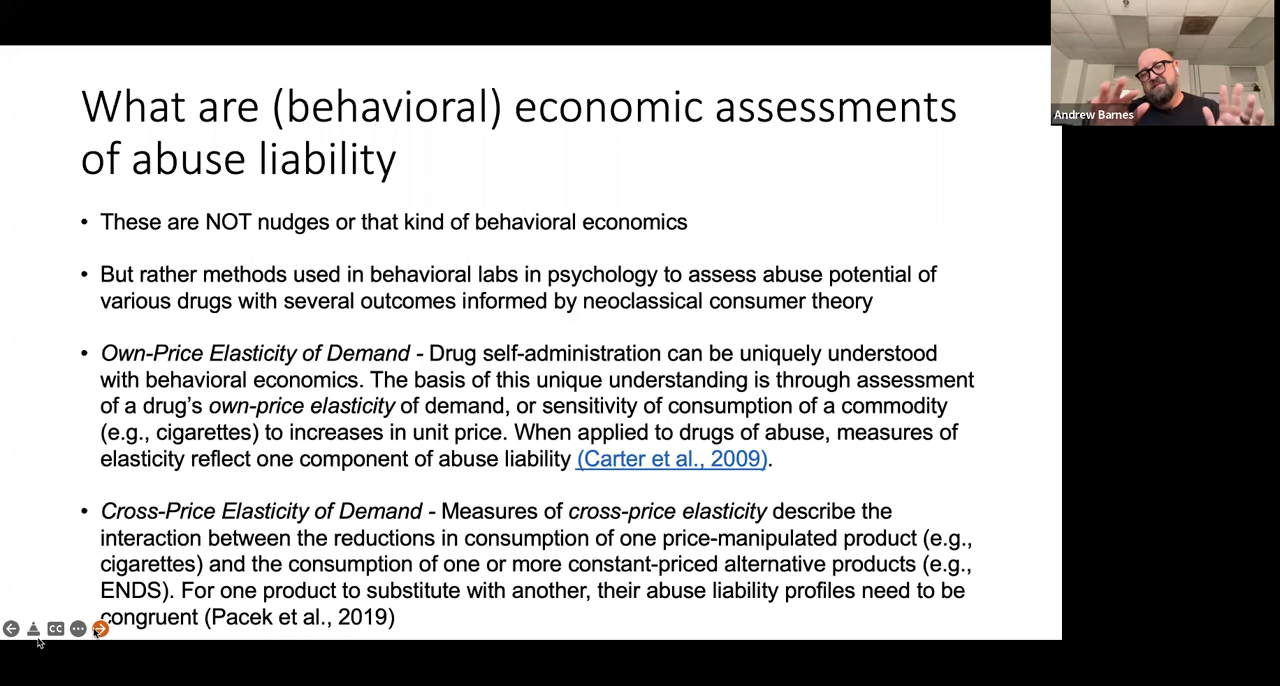 What are (behavioral) economic assessments
of abuse liability
• These are NOT nudges or that kind of behavioral economics
• But rather methods used in behavioral labs in psychology to assess abuse potential of
various drugs with several outcomes informed by neoclassical consumer theory
• Own-Price Elasticity of Demand - Drug self-administration can be uniquely understood
with behavioral economics. The basis of this unique understanding is through assessment
of a drug’s own-price elasticity of demand, or sensitivity of consumption of a commodity
(e.g., cigarettes) to increases in unit price. When applied to drugs of abuse, measures of
elasticity reflect one component of abuse liability (Carter et al., 2009).
• Cross-Price Elasticity of Demand - Measures of cross-price elasticity describe the
interaction between the reductions in consumption of one price-manipulated product (e.g.,
cigarettes) and the consumption of one or more constant-priced alternative products (e.g.,
ENDS). For one product to substitute with another, their abuse liability profiles need to be
congruent (Pacek et al., 2019)
CC
Andrew Barnes